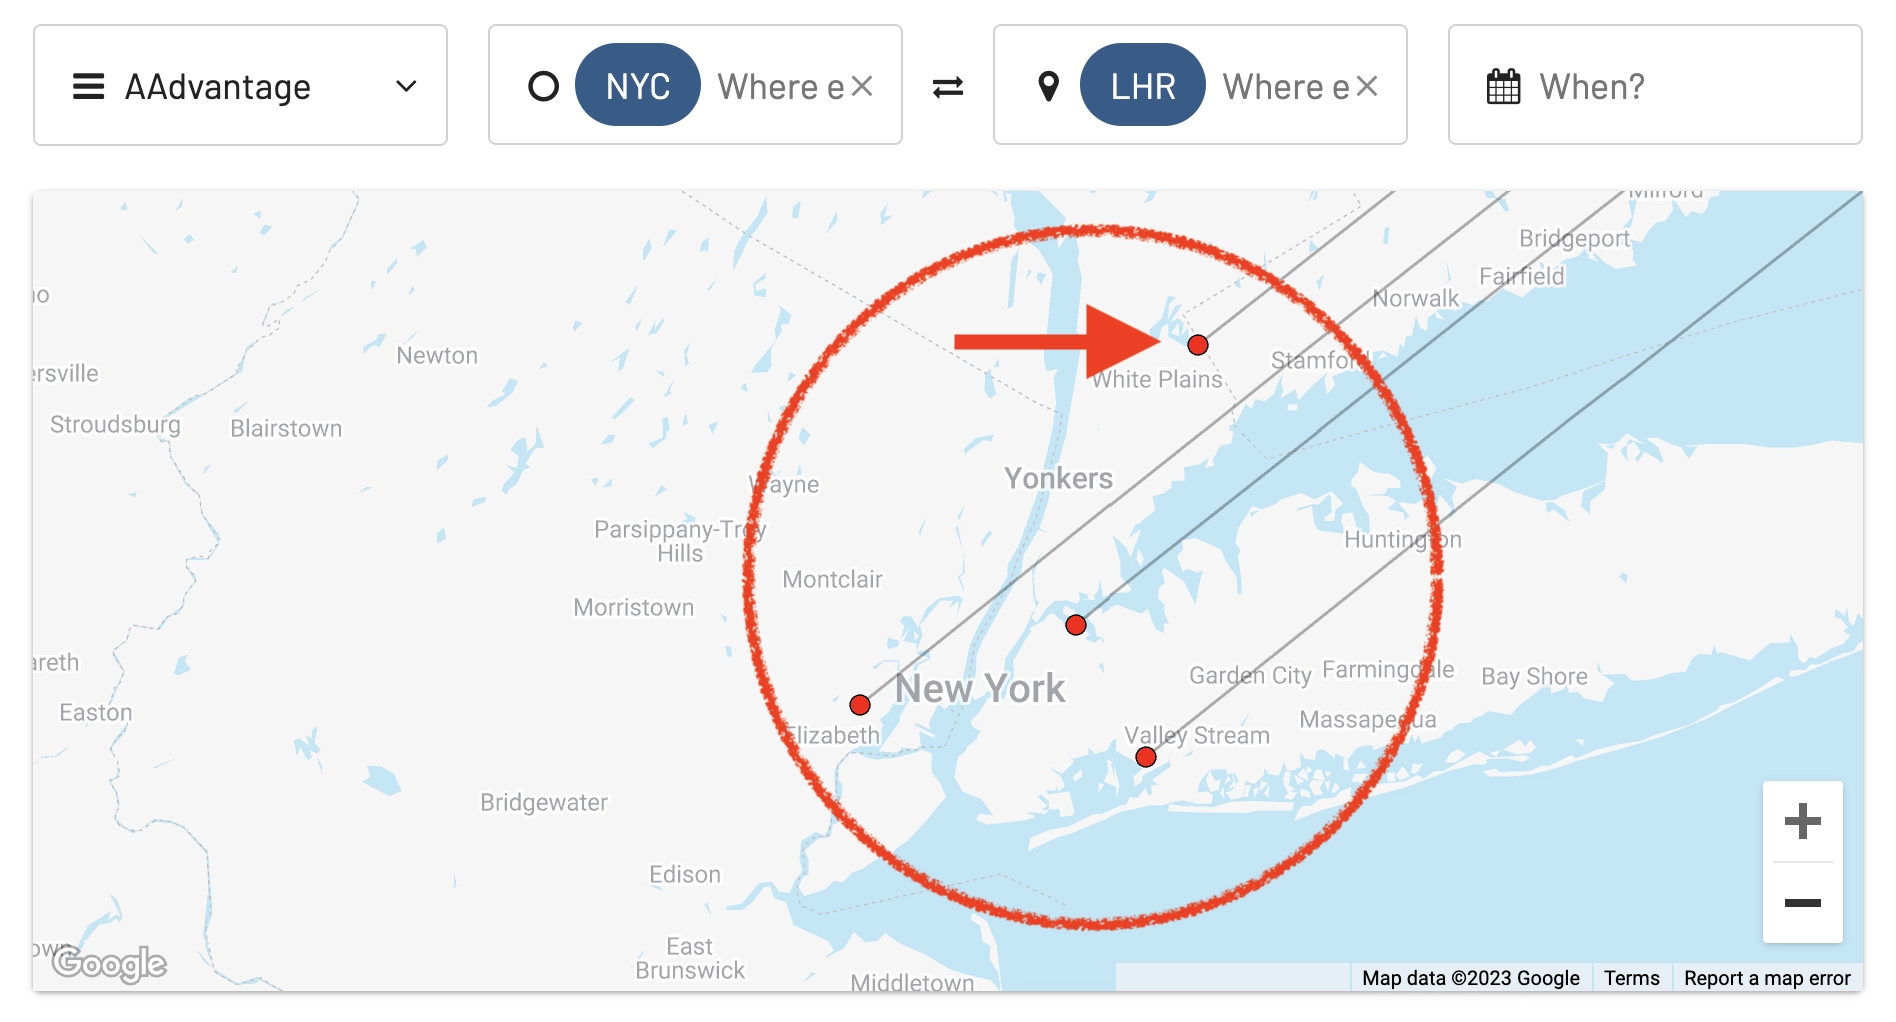 AAdvantage
NYC Where e
LHR Where e
When?
Milford
Bridgeport
Fairfield
Norwalk
Newton
Stamford
White Plains
ersville
Stroudsburg
Blairstown
Yonkers
Wayne
Parsippany-Troy
Hills
Huntington
Montclair
Morristown
areth
Garden City
Farmingdale
Bay Shore
New York
Easton
Massapequa
Elizabeth
Valley Stream
Bridgewater
Edison
East
Brunswick
own
Google
Middletown
Map data ©2023 Google
Terms
Report a map error